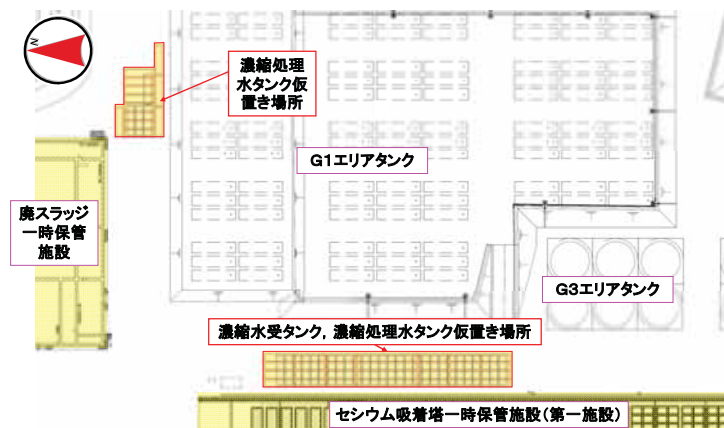 N
濃縮処理
水タンク仮
置き場所
G1エリアタンク
廃スラッジ
一時保管
施設
G3エリアタンク
濃縮水受タンク，濃縮処理水タンク仮置き場所
セシウム吸着塔一時保管施設（第一施設）